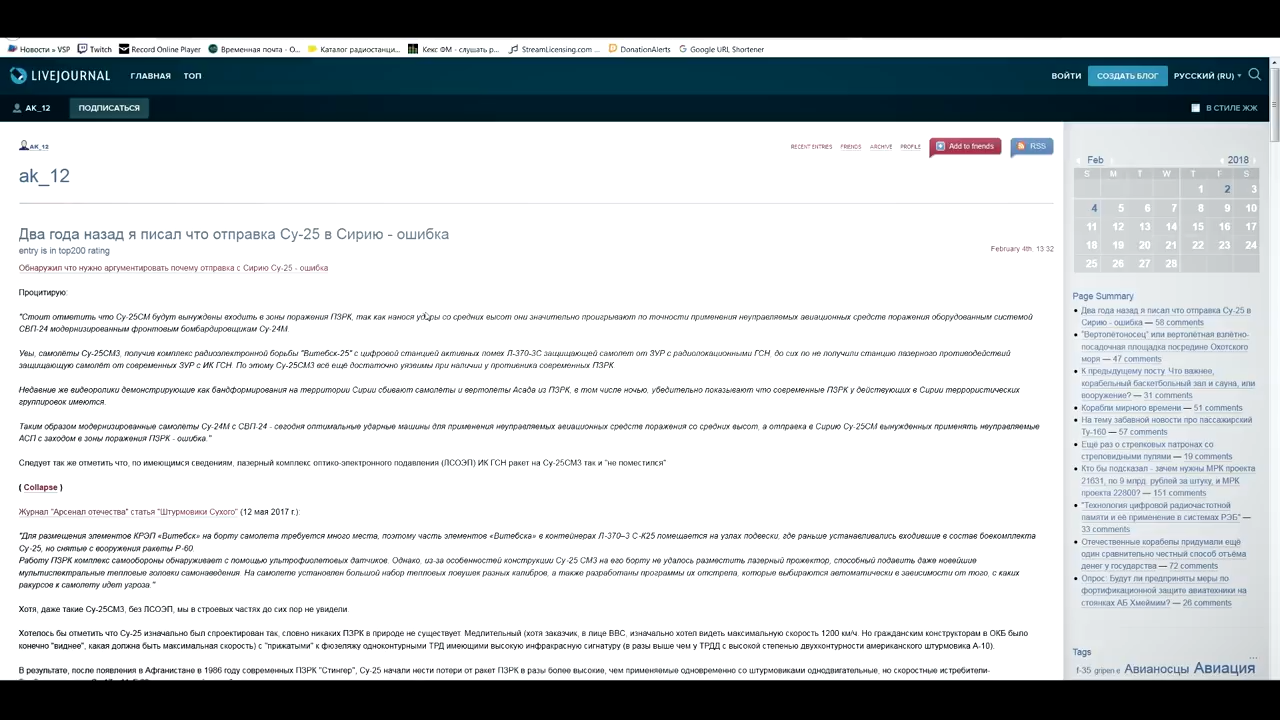 Новости » VSP Twitch Record Online Player Временная почта - О... Каталог радиостанци... Кекс ФМ - слушать р... StreamLicensing.com ... DonationAlerts Google URL Shortener
LIVEJOURNAL ГЛАВНАЯ ТОП ВОЙТИ СОЗДАТЬ БЛОГ РУССКИЙ (RU)
AK_12 ПОДПИСАТЬСЯ В СТИЛЕ ЖЖ
AK_12 RECENT ENTRIES FRIENDS ARCHIVE PROFILE Add to friends RSS
ak_12
Два года назад я писал что отправка Су-25 в Сирию - ошибка
entry is in top200 rating
February 4th, 13:32
Обнаружил что нужно аргументировать почему отправка с Сирию Су-25 - ошибка
Процитирую:
"Стоит отметить что Су-25СМ будут вынуждены входить в зоны поражения ПЗРК, так как нанося удары со средних высот они значительно проигрывают по точности применения неуправляемых авиационных средств поражения оборудованным системой
СВП-24 модернизированным фронтовым бомбардировщикам Су-24М.
Увы, самолёты Су-25СМ3, получив комплекс радиоэлектронной борьбы "Витебск-25" с цифровой станцией активных помех Л-370-3С защищающей самолет от ЗУР с радиолокационными ГСН, до сих по не получили станцию лазерного противодействий
защищающую самолёт от современных ЗУР с ИК ГСН. По этому Су-25СМ3 всё ещё достаточно уязвимы при наличии у противника современных ПЗРК
Недавние же видеоролики демонстрирующие как бандформирования на территории Сирии сбивают самолёты и вертолеты Асада из ПЗРК, в том числе ночью, убедительно показывают что современные ПЗРК у действующих в Сирии террористических
группировок имеются.
Таким образом модернизированные самолеты Су-24М с СВП-24 - сегодня оптимальные ударные машины для применения неуправляемых авиационных средств поражения со средних высот, а отправка в Сирию Су-25СМ вынужденных применять неуправляемые
АСП с заходом в зоны поражения ПЗРК - ошибка."
Следует так же отметить что, по имеющимся сведениям, лазерный комплекс оптико-электронного подавления (ЛСОЭП) ИК ГСН ракет на Су-25СМ3 так и "не поместился"
( Collapse )
Журнал "Арсенал отечества" статья "Штурмовики Сухого" (12 мая 2017 г.):
"Для размещения элементов КРЭП «Витебск» на борту самолета требуется много места, поэтому часть элементов «Витебска» в контейнерах Л-370–3 С-К25 помещается на узлах подвески, где раньше устанавливались входившие в состав боекомплекта
Су-25, но снятые с вооружения ракеты Р-60.
Работу ПЗРК комплекс самообороны обнаруживает с помощью ультрафиолетовых датчиков. Однако, из-за особенностей конструкции Су-25 СМ3 на его борту не удалось разместить лазерный прожектор, способный подавить даже новейшие
мультиспектральные тепловые головки самонаведения. На самолете установлен большой набор тепловых ловушек разных калибров, а также разработаны программы их отстрела, которые выбираются автоматически в зависимости от того, с каких
ракурсов к самолету идет угроза."
Хотя, даже такие Су-25СМ3, без ЛСОЭП, мы в строевых частях до сих пор не увидели.
Хотелось бы отметить что Су-25 изначально был спроектирован так, словно никаких ПЗРК в природе не существует. Медлительный (хотя заказчик, в лице ВВС, изначально хотел видеть максимальную скорость 1200 км/ч. Но гражданским конструкторам в ОКБ было
конечно "виднее", какая должна быть максимальная скорость) с "прижатыми" к фюзеляжу одноконтурными ТРД имеющими высокую инфракрасную сигнатуру (в разы выше чем у ТРДД с высокой степенью двухконтурности американского штурмовика А-10).
В результате, после появления в Афганистане в 1986 году современных ПЗРК "Стингер", Су-25 начали нести потери от ракет ПЗРК в разы более высокие, чем применяемые одновременно со штурмовиками однодвигательные, но скоростные истребители-
Feb 2018
S M T W T F S
1 2 3
4 5 6 7 8 9 10
11 12 13 14 15 16 17
18 19 20 21 22 23 24
25 26 27 28
Page Summary
Два года назад я писал что отправка Су-25 в
Сирию - ошибка — 58 comments
"Вертолётоносец" или вертолётная взлётно-
посадочная площадка посредине Охотского
моря — 47 comments
К предыдущему посту. Что важнее,
корабельный баскетбольный зал и сауна, или
вооружение? — 31 comments
Корабли мирного времени — 51 comments
На тему забавной новости про пассажирский
Ту-160 — 57 comments
Ещё раз о стрелковых патронах со
стреловидными пулями — 19 comments
Кто бы подсказал - зачем нужны МРК проекта
21631, по 9 млрд. рублей за штуку, и МРК
проекта 22800? — 151 comments
"Технология цифровой радиочастотной
памяти и её применение в системах РЭБ" —
33 comments
Отечественные корабелы придумали ещё
один сравнительно честный способ отъёма
денег у государства — 72 comments
Опрос: Будут ли предприняты меры по
фортификационной защите авиатехники на
стоянках АБ Хмеймим? — 26 comments
Tags
f-35 gripen e Авианосцы Авиация